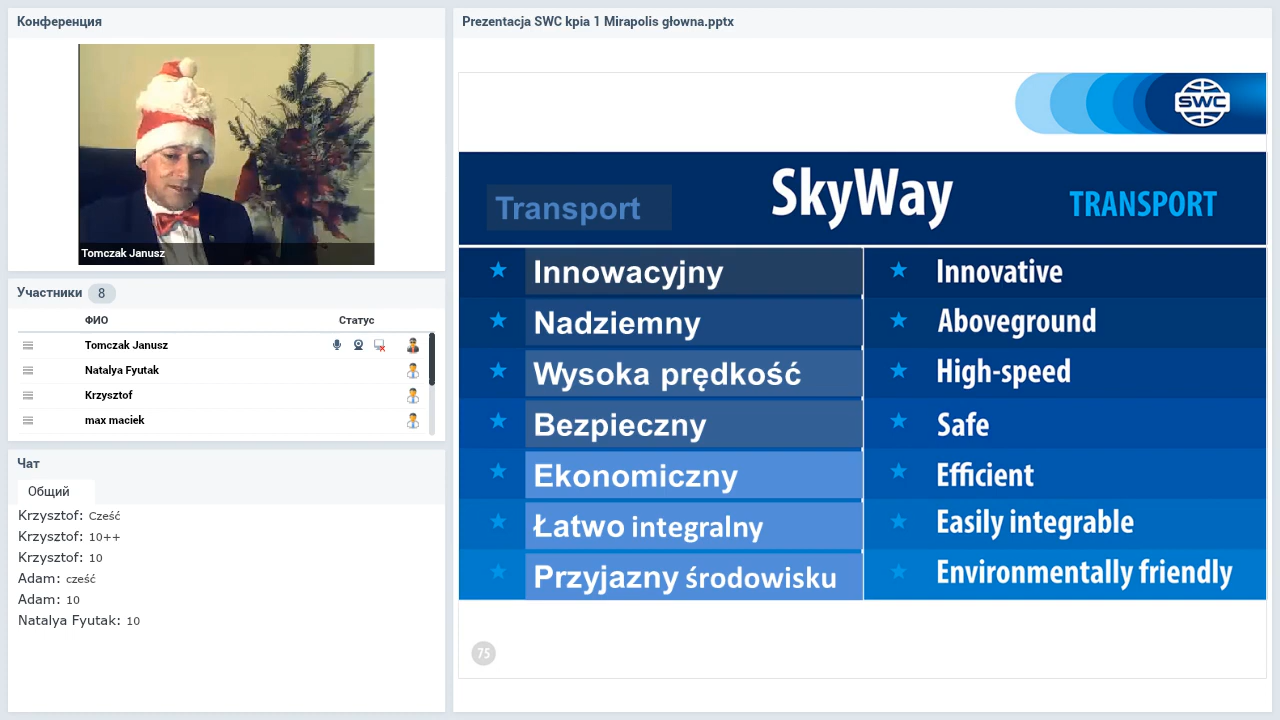 Конференция
Tomczak Janusz
Участники 8
ФИО Статус
Tomczak Janusz
Natalya Fyutak
Krzysztof
max maciek
Чат
Общий
Krzysztof: Cześć
Krzysztof: 10++
Krzysztof: 10
Adam: cześć
Adam: 10
Natalya Fyutak: 10
Prezentacja SWC kpia 1 Mirapolis głowna.pptx
SWC
Transport SkyWay TRANSPORT
Innowacyjny Innovative
Nadziemny Aboveground
Wysoka prędkość High-speed
Bezpieczny Safe
Ekonomiczny Efficient
Łatwo integralny Easily integrable
Przyjazny środowisku Environmentally friendly
75